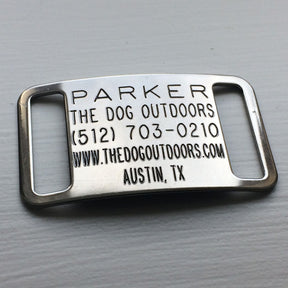 PARKER
THE DOG OUTDOORS
(512) 703-0210
WWW.THEDOGOUTDOORS.COM
AUSTIN, TX